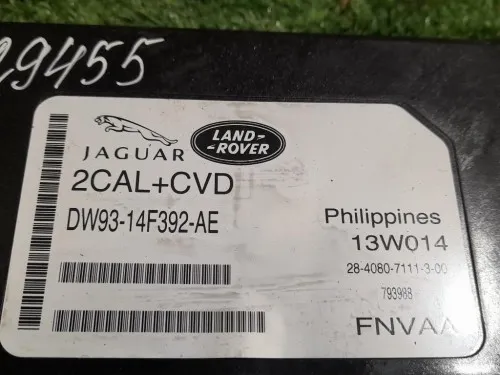 29455
JAGUAR
LAND-
-ROVER
2CAL+CVD
DW93-14F392-AE
Philippines
13W014
28-4080-7111-3-00
793988
FNVAA